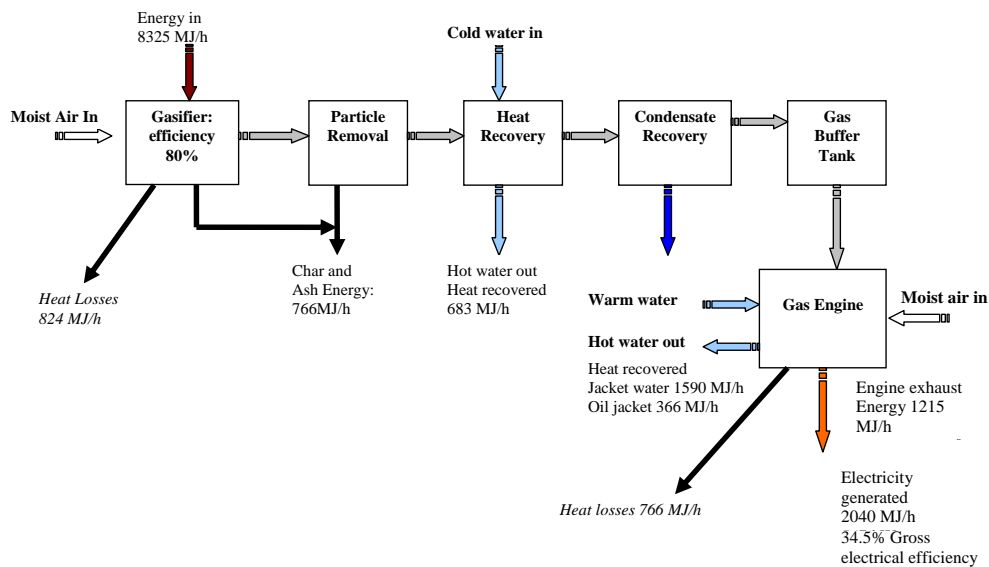 Energy in
8325 MJ/h
Cold water in
Moist Air In
Gasifier:
efficiency
80%
Particle
Removal
Heat
Recovery
Condensate
Recovery
Gas
Buffer
Tank
Heat Losses
824 MJ/h
Char and
Ash Energy:
766MJ/h
Hot water out
Heat recovered
683 MJ/h
Warm water
Gas Engine
Moist air in
Hot water out
Heat recovered
Jacket water 1590 MJ/h
Oil jacket 366 MJ/h
Engine exhaust
Energy 1215
MJ/h
Heat losses 766 MJ/h
Electricity
generated
2040 MJ/h
34.5% Gross
electrical efficiency